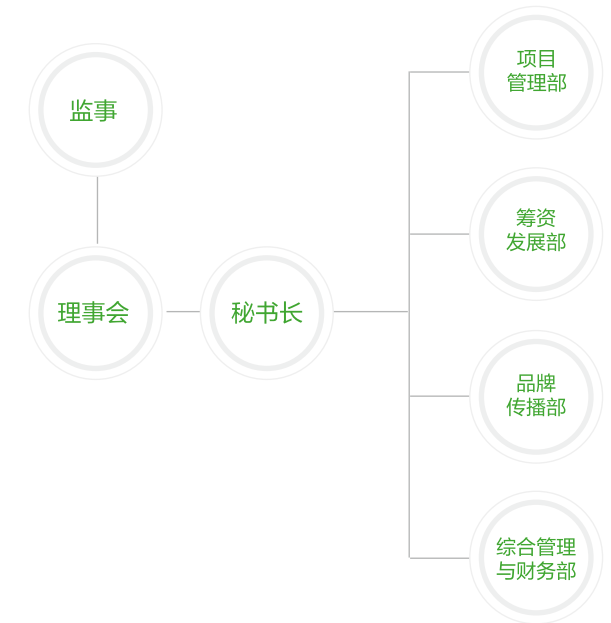 监事
理事会
秘书长
项目
管理部
筹资
发展部
品牌
传播部
综合管理
与财务部